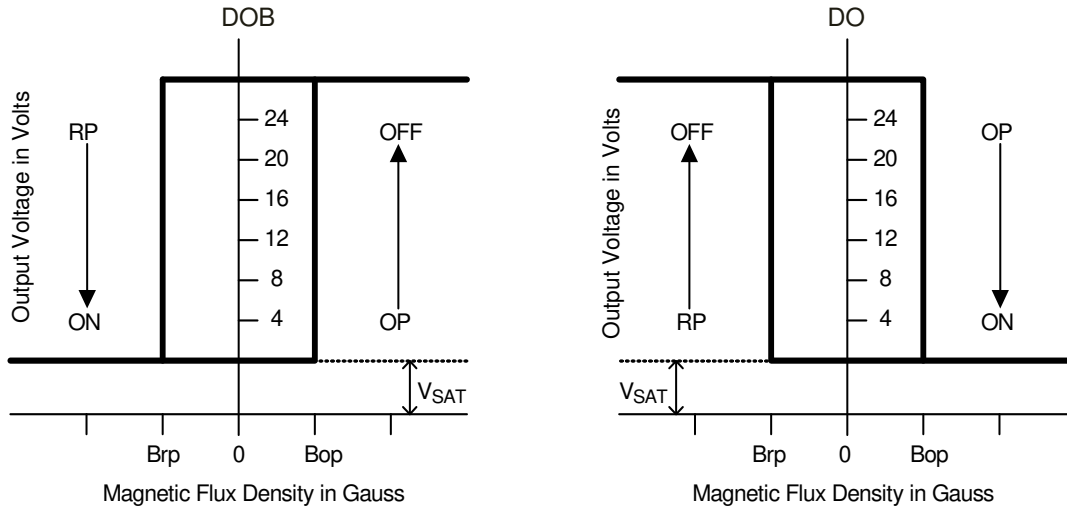 DOB
Output Voltage in Volts
RP
ON
24
20
16
12
8
4
OFF
OP
VSAT
Brp
0
Bop
Magnetic Flux Density in Gauss
DO
Output Voltage in Volts
OFF
RP
24
20
16
12
8
4
OP
ON
VSAT
Brp
0
Bop
Magnetic Flux Density in Gauss